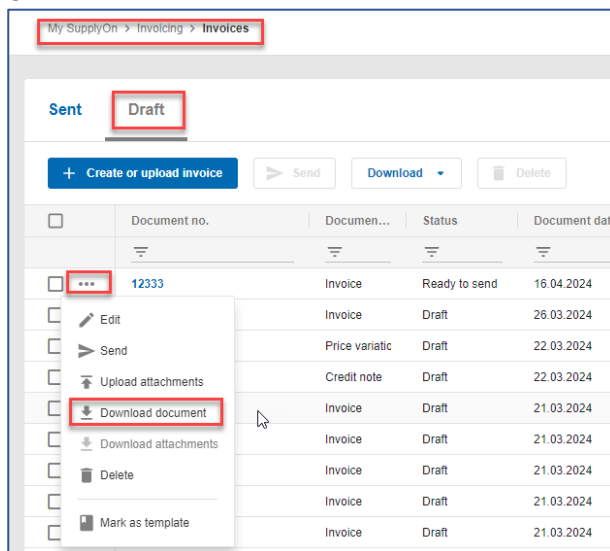 My SupplyOn > Invoicing > Invoices
Sent Draft
+ Create or upload invoice Send Download Delete
Document no. Documen... Status Document dat
12333 Invoice Ready to send 16.04.2024
Edit Invoice Draft 26.03.2024
Send Price variatic Draft 22.03.2024
Upload attachments Credit note Draft 22.03.2024
Download document Invoice Draft 21.03.2024
Download attachments Invoice Draft 21.03.2024
Delete Invoice Draft 21.03.2024
Invoice Draft 21.03.2024
Mark as template Invoice Draft 21.03.2024